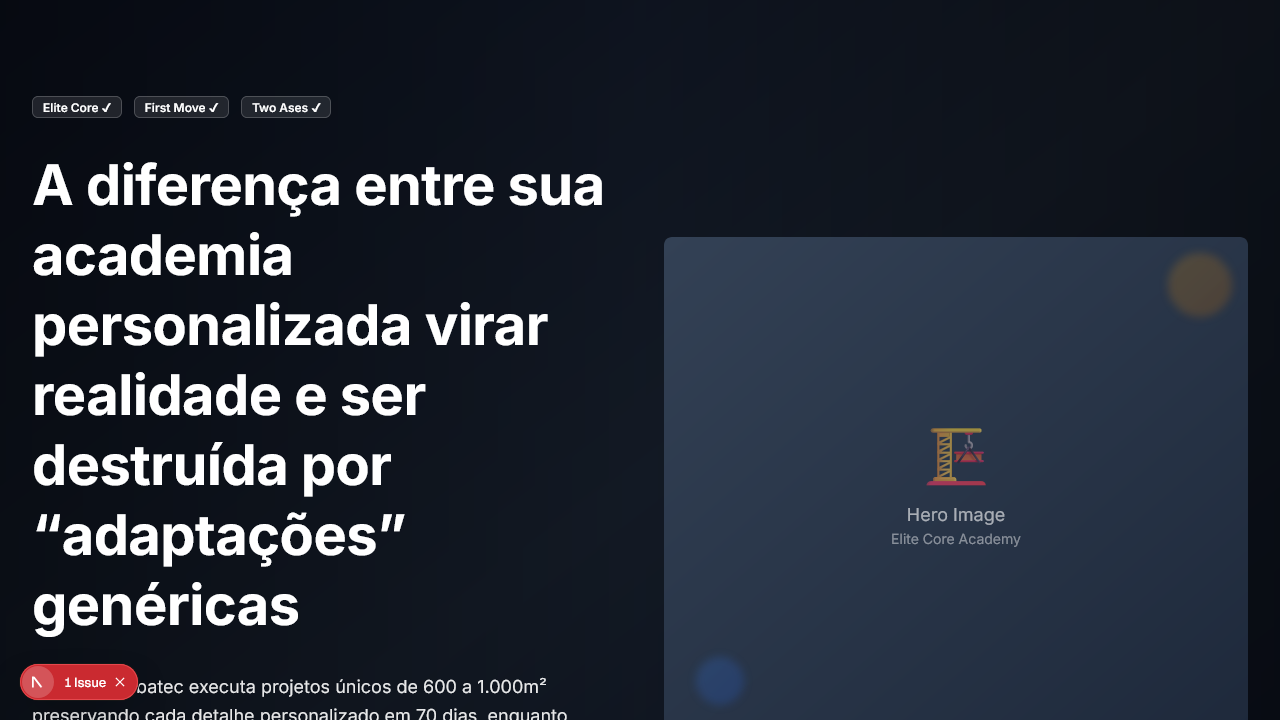 Elite Core ✓
First Move ✓
Two Ases ✓
A diferença entre sua
academia
personalizada virar
realidade e ser
destruída por
“adaptações”
genéricas
Hero Image
Elite Core Academy
1 Issue
executa projetos únicos de 600 a 1.000m²
preservando cada detalhe personalizado em 70 dias, enquanto